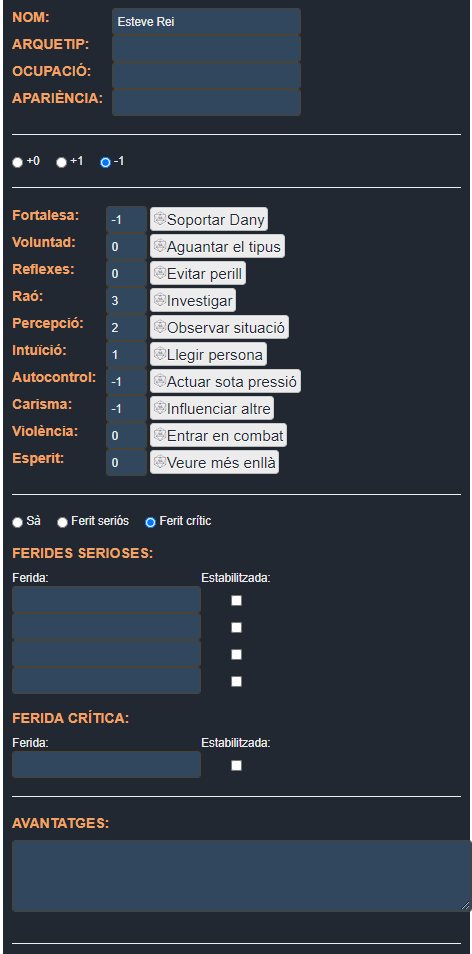 NOM: Esteve Rei
ARQUETIP:
OCUPACIÓ:
APARIÈNCIA:
+0 +1 -1
Fortalesa: -1 Soportar Dany
Voluntad: 0 Aguantar el tipus
Reflexes: 0 Evitar perill
Raó: 3 Investigar
Percepció: 2 Observar situació
Intuïció: 1 Llegir persona
Autocontrol: -1 Actuar sota pressió
Carisma: -1 Influenciar altre
Violència: 0 Entrar en combat
Esperit: 0 Veure més enllà
Sà Ferit seriós Ferit crític
FERIDES SERIOSES:
Ferida: Estabilitzada:
FERIDA CRÍTICA:
Ferida: Estabilitzada:
AVANTATGES: